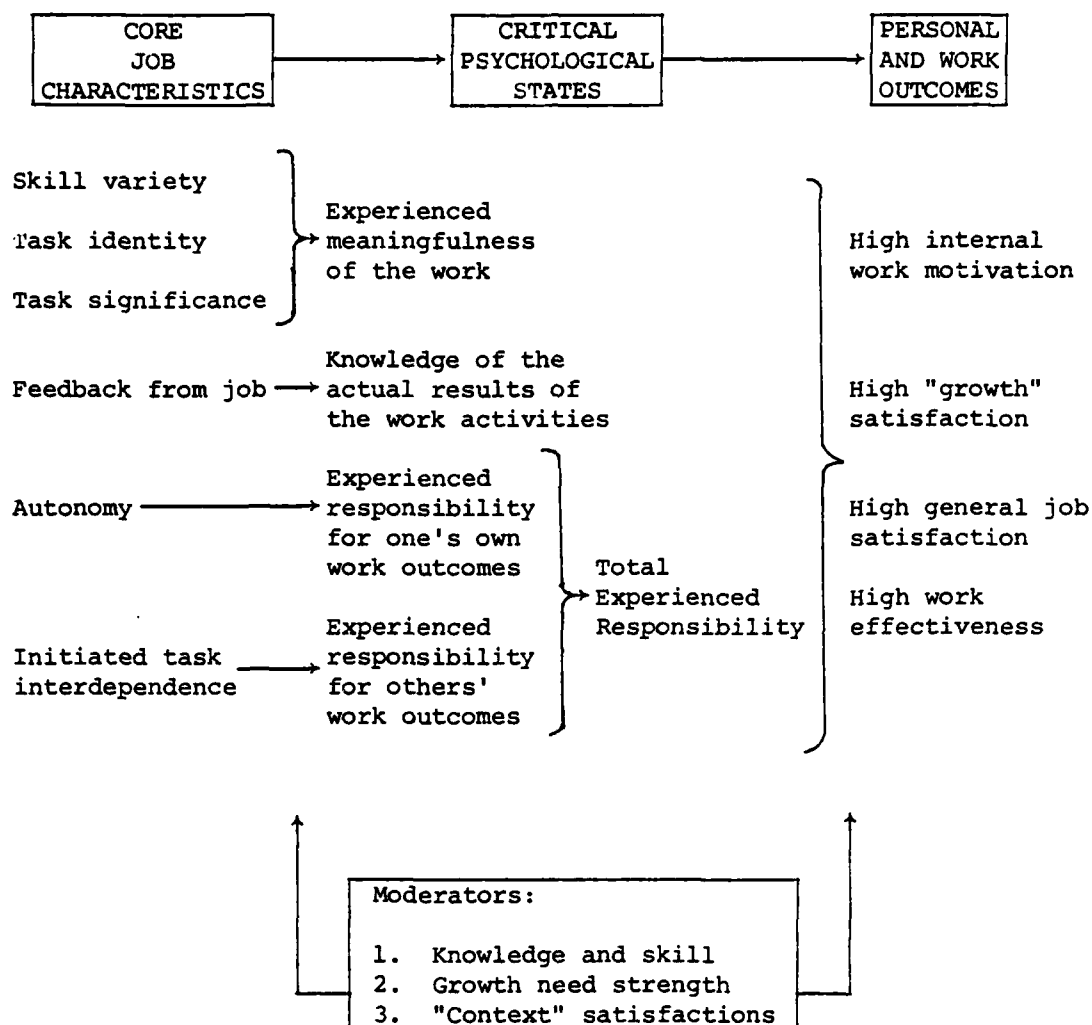 CORE
JOB
CHARACTERISTICS
CRITICAL
PSYCHOLOGICAL
STATES
PERSONAL
AND WORK
OUTCOMES
Skill variety
Task identity
Task significance
Experienced
meaningfulness
of the work
Feedback from job
Knowledge of the
actual results of
the work activities
Autonomy
Experienced
responsibility
for one's own
work outcomes
Initiated task
interdependence
Experienced
responsibility
for others'
work outcomes
Total
Experienced
Responsibility
High internal
work motivation
High "growth"
satisfaction
High general job
satisfaction
High work
effectiveness
Moderators:
1. Knowledge and skill
2. Growth need strength
3. "Context" satisfactions